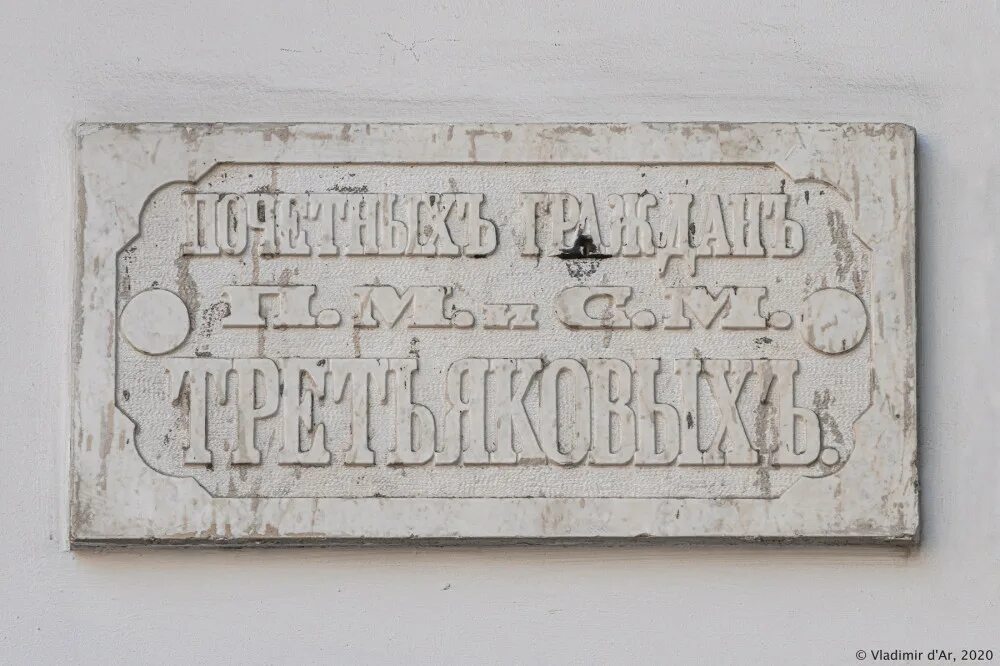 ПОЧЕТНЫХЪ ГРАЖДАНЪ
П.М. и С.М.
ТРЕТЬЯКОВЫХЪ.
© Vladimir d'Ar, 2020